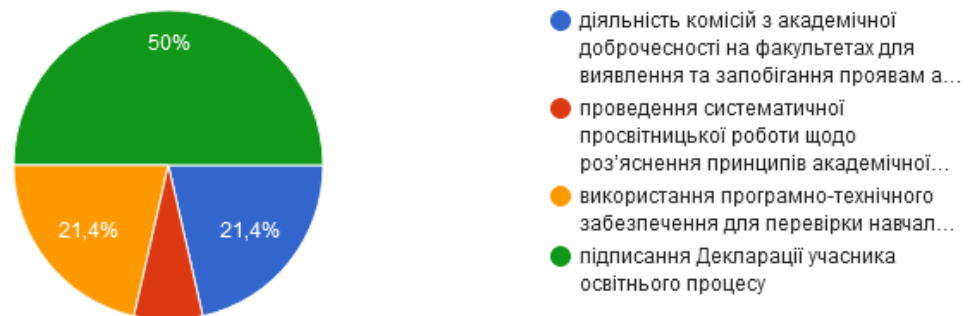 50%
21,4%
21,4%
діяльність комісій з академічної
доброчесності на факультетах для
виявлення та запобігання проявам а...
проведення систематичної
просвітницької роботи щодо
роз'яснення принципів академічної...
використання програмно-технічного
забезпечення для перевірки навчал...
підписання Декларації учасника
освітнього процесу